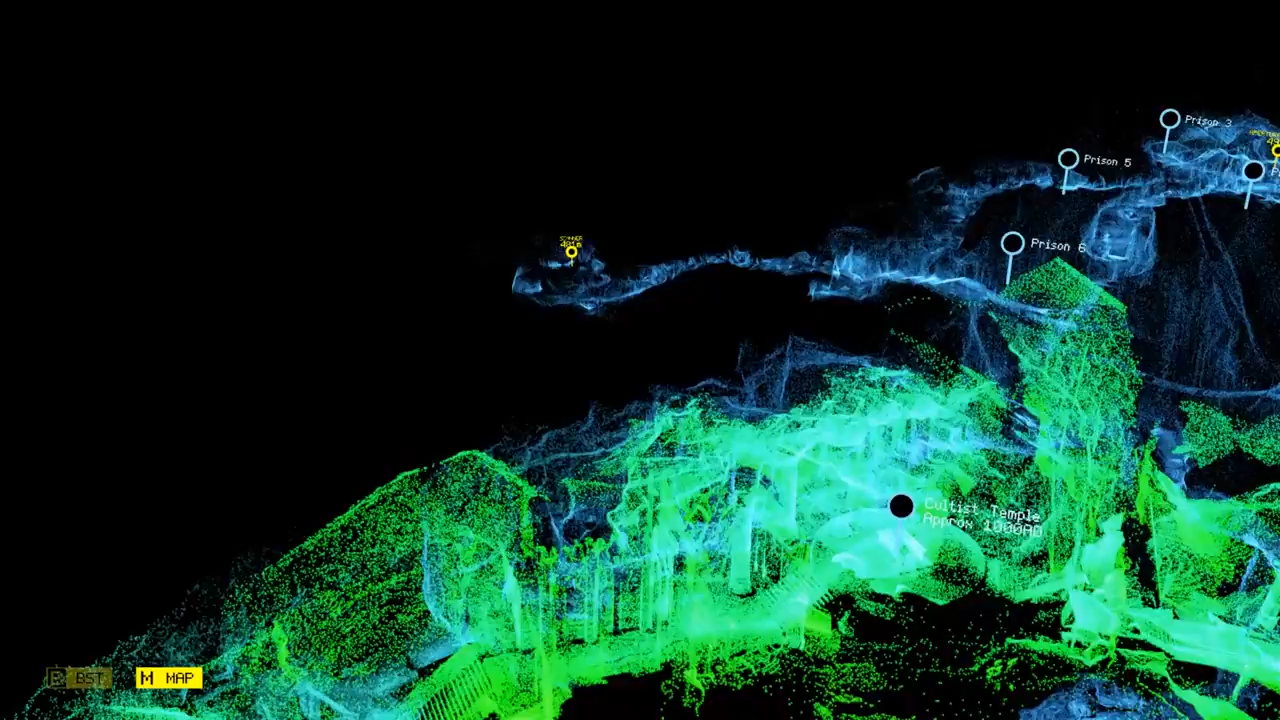 Prison 3
Prison 5
Prison 6
Cultist Temple
Approx 1000AD
BST
M MAP